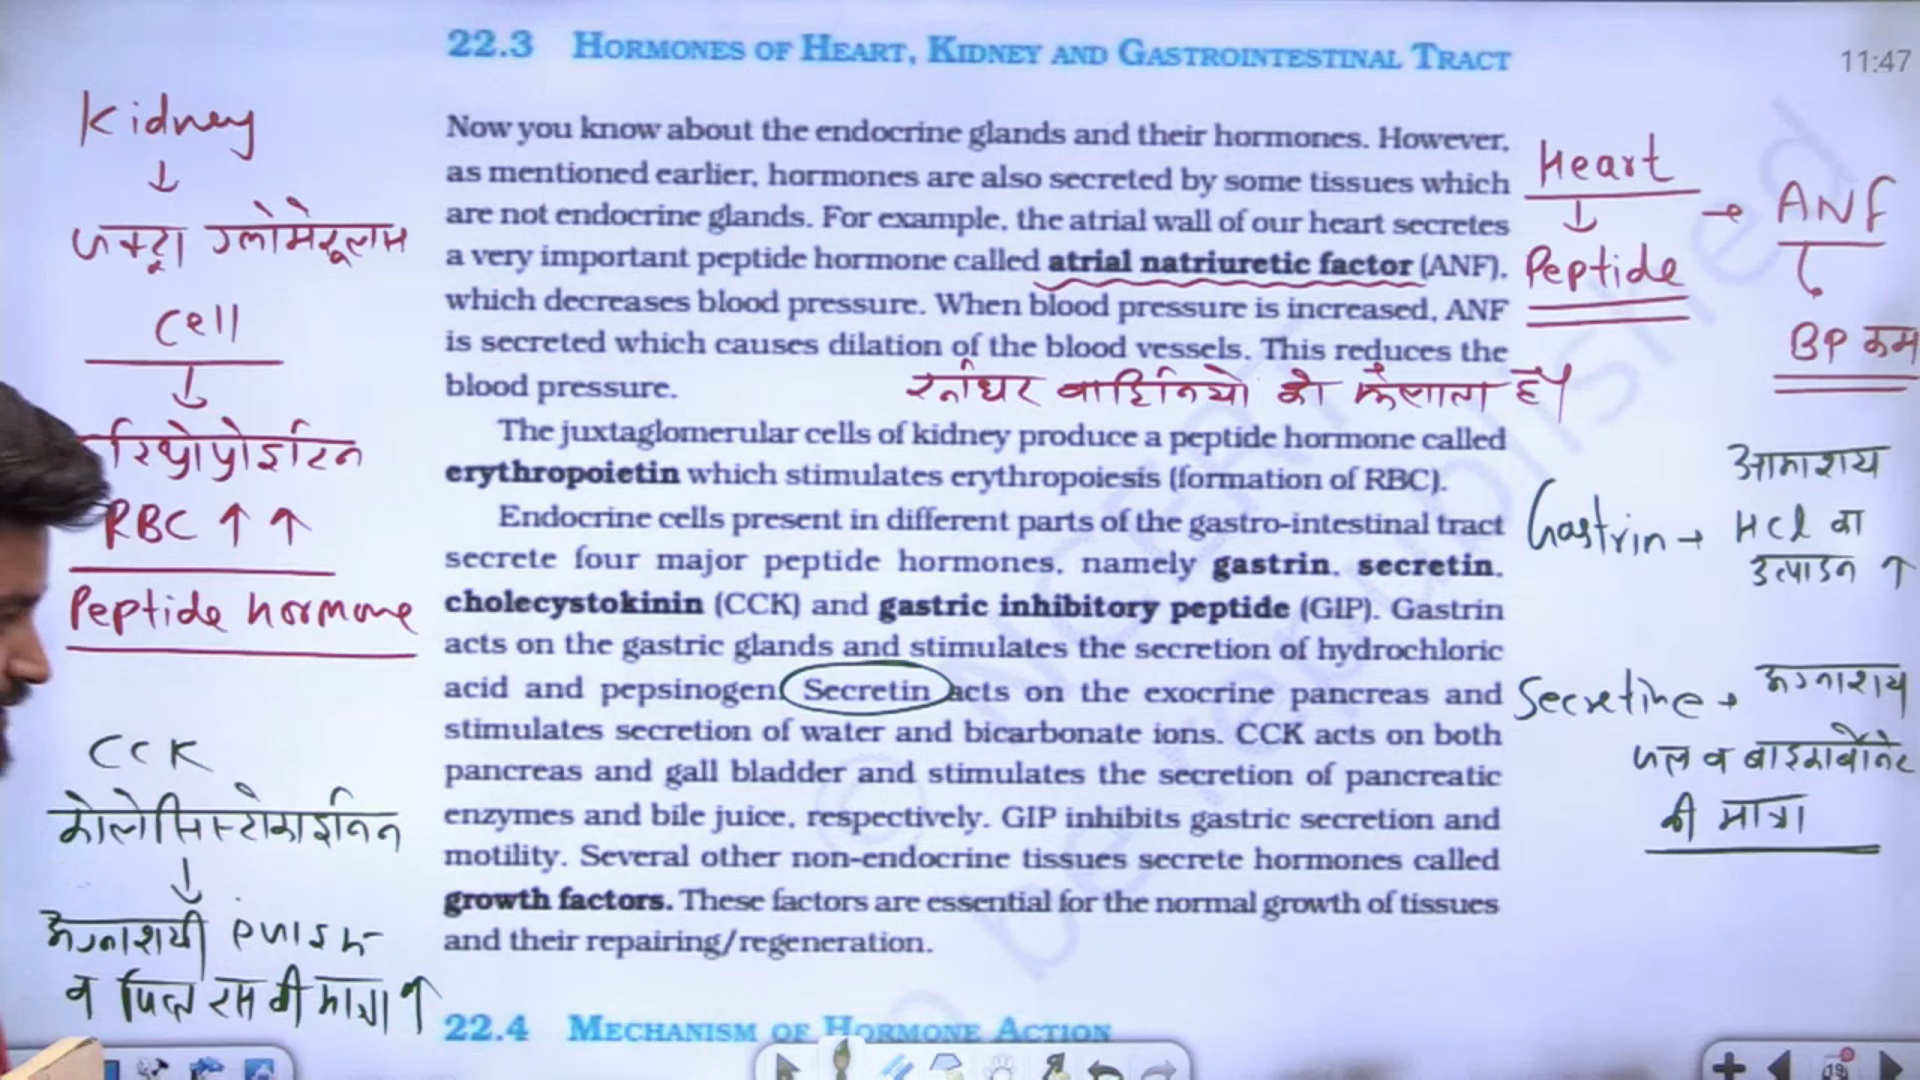 22.3 HORMONES OF HEART, KIDNEY AND GASTROINTESTINAL TRACT
11:47
Now you know about the endocrine glands and their hormones. However,
as mentioned earlier, hormones are also secreted by some tissues which
are not endocrine glands. For example, the atrial wall of our heart secretes
a very important peptide hormone called atrial natriuretic factor (ANF),
which decreases blood pressure. When blood pressure is increased, ANF
is secreted which causes dilation of the blood vessels. This reduces the
blood pressure.
The juxtaglomerular cells of kidney produce a peptide hormone called
erythropoietin which stimulates erythropoiesis (formation of RBC).
Endocrine cells present in different parts of the gastro-intestinal tract
secrete four major peptide hormones, namely gastrin, secretin,
cholecystokinin (CCK) and gastric inhibitory peptide (GIP). Gastrin
acts on the gastric glands and stimulates the secretion of hydrochloric
acid and pepsinogen. Secretin acts on the exocrine pancreas and
stimulates secretion of water and bicarbonate ions. CCK acts on both
pancreas and gall bladder and stimulates the secretion of pancreatic
enzymes and bile juice, respectively. GIP inhibits gastric secretion and
motility. Several other non-endocrine tissues secrete hormones called
growth factors. These factors are essential for the normal growth of tissues
and their repairing/regeneration.
22.4 MECHANISM OF HORMONE ACTION
Kidney
↓
जक्स्टा ग्लोमेरूलास
Cell
↓
RBC ↑ ↑
Peptide hormone
CCK
कोलेसिस्टोकाइनिन
↓
अग्नाशयी
व पित्त रस की मात्रा ↑
Heart → ANF
↓
Peptide
BP कम
वाहिनियो को फैलाता है
Gastrin → आमाशय
HCl का
उत्पादन ↑
Secretine → अग्नाशय
जल व बाइकार्बोनेट
की मात्रा
© NCERT
be republished
19